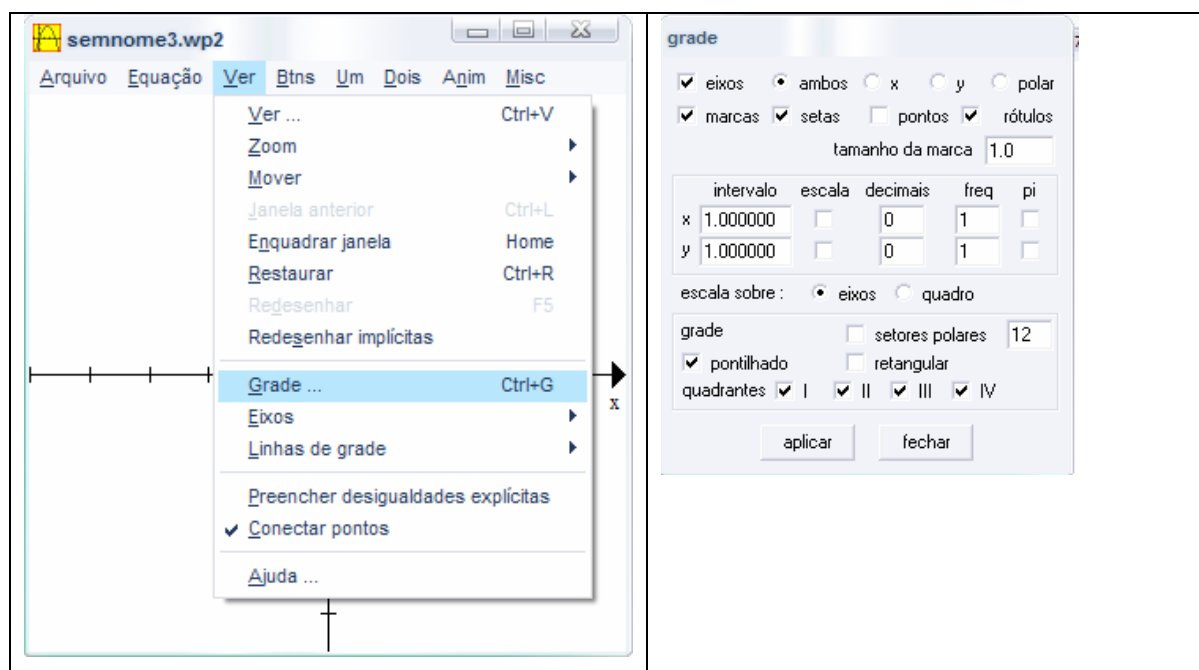 semnome3.wp2
Arquivo Equação Ver Btns Um Dois Anim Misc
Ver ... Ctrl+V
Zoom
Mover
Janela anterior Ctrl+L
Enquadrar janela Home
Restaurar Ctrl+R
Redesenhar F5
Redesenhar implícitas
Grade ... Ctrl+G
Eixos
Linhas de grade
Preencher desigualdades explícitas
Conectar pontos
Ajuda ...
x
grade
eixos ambos x y polar
marcas setas pontos rótulos
tamanho da marca 1.0
intervalo escala decimais freq pi
x 1.000000 0 1
y 1.000000 0 1
escala sobre : eixos quadro
grade setores polares 12
pontilhado retangular
quadrantes I II III IV
aplicar fechar